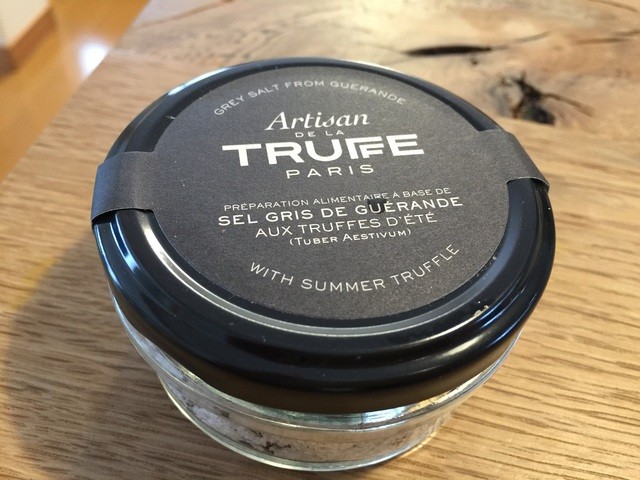 GREY SALT FROM GUERANDE
Artisan
DE LA
TRUFFE
PARIS
PRÉPARATION ALIMENTAIRE À BASE DE
SEL GRIS DE GUÉRANDE
AUX TRUFFES D'ÉTÉ
(TUBER AESTIVUM)
WITH SUMMER TRUFFLE